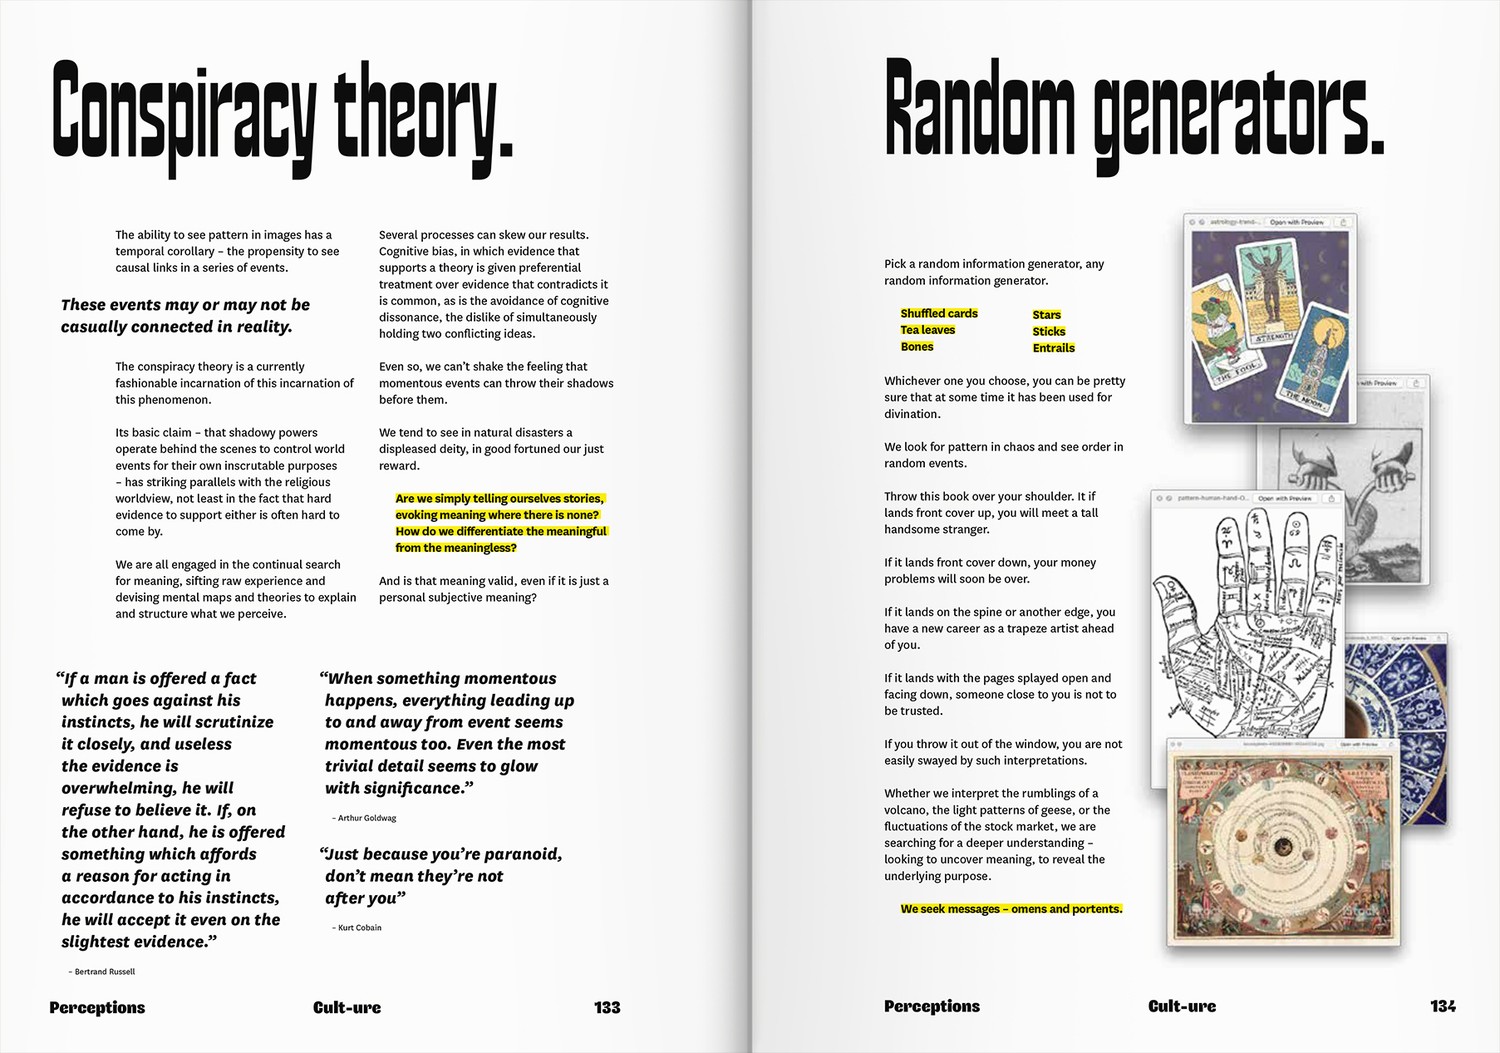 Conspiracy theory.
The ability to see pattern in images has a
temporal corollary – the propensity to see
causal links in a series of events.
These events may or may not be
casually connected in reality.
The conspiracy theory is a currently
fashionable incarnation of this incarnation of
this phenomenon.
Its basic claim – that shadowy powers
operate behind the scenes to control world
events for their own inscrutable purposes
– has striking parallels with the religious
worldview, not least in the fact that hard
evidence to support either is often hard to
come by.
We are all engaged in the continual search
for meaning, sifting raw experience and
devising mental maps and theories to explain
and structure what we perceive.
Several processes can skew our results.
Cognitive bias, in which evidence that
supports a theory is given preferential
treatment over evidence that contradicts it
is common, as is the avoidance of cognitive
dissonance, the dislike of simultaneously
holding two conflicting ideas.
Even so, we can’t shake the feeling that
momentous events can throw their shadows
before them.
We tend to see in natural disasters a
displeased deity, in good fortuned our just
reward.
Are we simply telling ourselves stories,
evoking meaning where there is none?
How do we differentiate the meaningful
from the meaningless?
And is that meaning valid, even if it is just a
personal subjective meaning?
“If a man is offered a fact
which goes against his
instincts, he will scrutinize
it closely, and useless
the evidence is
overwhelming, he will
refuse to believe it. If, on
the other hand, he is offered
something which affords
a reason for acting in
accordance to his instincts,
he will accept it even on the
slightest evidence.”
– Bertrand Russell
“When something momentous
happens, everything leading up
to and away from event seems
momentous too. Even the most
trivial detail seems to glow
with significance.”
– Arthur Goldwag
“Just because you’re paranoid,
don’t mean they’re not
after you”
– Kurt Cobain
Perceptions
Cult-ure
133
Random generators.
Pick a random information generator, any
random information generator.
Shuffled cards
Tea leaves
Bones
Stars
Sticks
Entrails
Whichever one you choose, you can be pretty
sure that at some time it has been used for
divination.
We look for pattern in chaos and see order in
random events.
Throw this book over your shoulder. It if
lands front cover up, you will meet a tall
handsome stranger.
If it lands front cover down, your money
problems will soon be over.
If it lands on the spine or another edge, you
have a new career as a trapeze artist ahead
of you.
If it lands with the pages splayed open and
facing down, someone close to you is not to
be trusted.
If you throw it out of the window, you are not
easily swayed by such interpretations.
Whether we interpret the rumblings of a
volcano, the light patterns of geese, or the
fluctuations of the stock market, we are
searching for a deeper understanding –
looking to uncover meaning, to reveal the
underlying purpose.
We seek messages – omens and portents.
astrology-trend-... Open with Preview
STRENGTH
THE FOOL.
THE MOON.
with Preview
pattern-human-hand-O... Open with Preview
Open with Preview
Open with Preview
iStock
iStock
Perceptions
Cult-ure
134